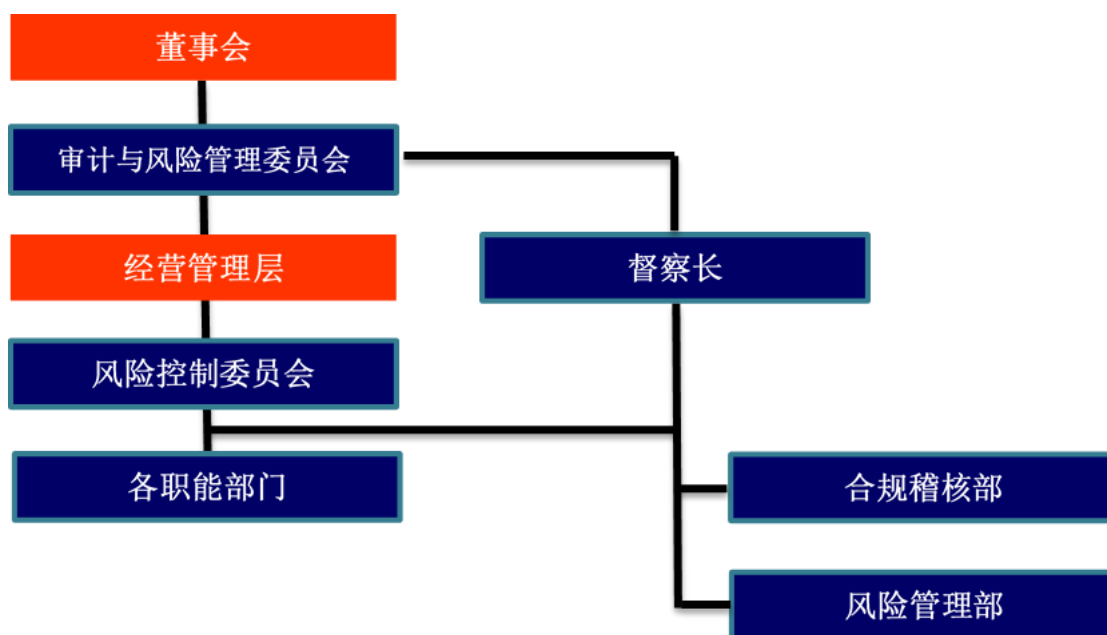 董事会
审计与风险管理委员会
经营管理层
督察长
风险控制委员会
各职能部门
合规稽核部
风险管理部